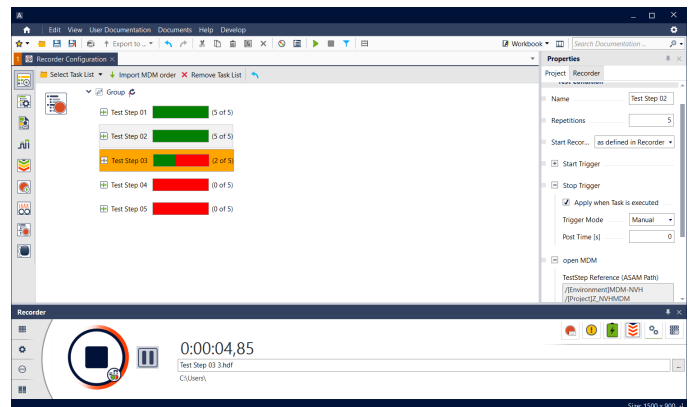 A
Edit View User Documentation Documents Help Develop
Export to .. Workbook Search Documentation
1 Recorder Configuration × Properties
Select Task List Import MDM order Remove Task List Project Recorder
Group
Name Test Step 02
Test Step 01 (5 of 5)
Repetitions 5
Test Step 02 (5 of 5)
Start Recor... as defined in Recorder
Test Step 03 (2 of 5)
Start Trigger
Test Step 04 (0 of 5)
Stop Trigger
Apply when Task is executed
Test Step 05 (0 of 5)
Trigger Mode Manual
Post Time [s] 0
open MDM
TestStep Reference (ASAM Path)
/[Environment]MDM-NVH
/[Project]Z_NVHMDM
Recorder
0:00:04,85
Test Step 03 3.hdf ...
C:\Users\
Size: 1500 x 900